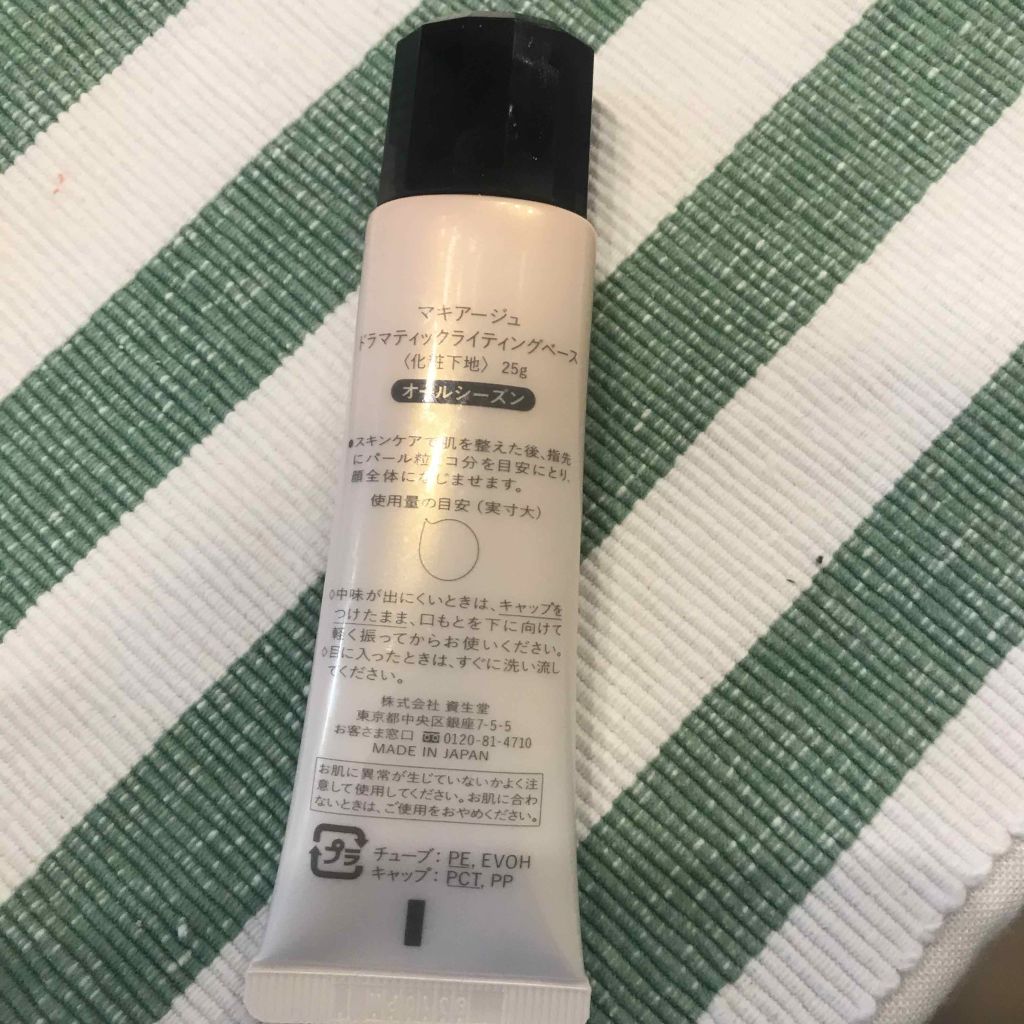 マキアージュ
ドラマティックライティングベース
〈化粧下地〉 25g
オールシーズン
●スキンケアで肌を整えた後、指先
にパール粒1コ分を目安にとり、
顔全体になじませます。
使用量の目安（実寸大）
◇中味が出にくいときは、キャップを
つけたまま、口もとを下に向けて
軽く振ってからお使いください。
◇目に入ったときは、すぐに洗い流し
てください。
株式会社 資生堂
東京都中央区銀座7-5-5
お客さま窓口 0120-81-4710
MADE IN JAPAN
お肌に異常が生じていないかよく注
意して使用してください。お肌に合わ
ないときは、ご使用をおやめください。
プラ チューブ：PE, EVOH
キャップ：PCT, PP